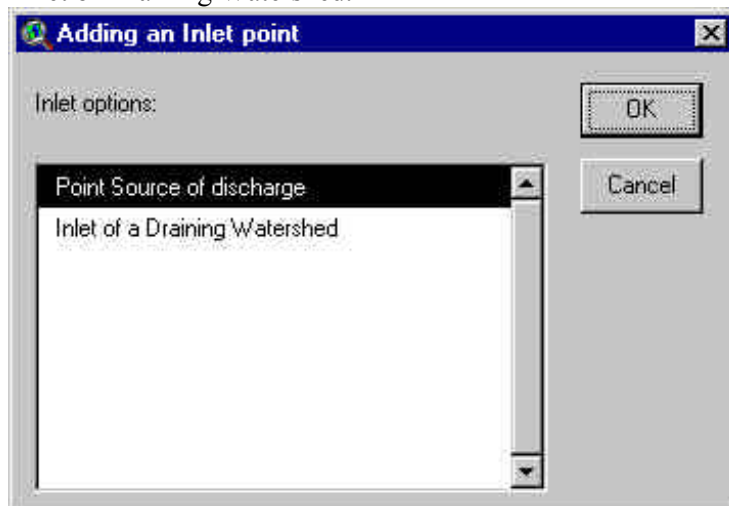 Adding an Inlet point
Inlet options:
OK
Point Source of discharge
Cancel
Inlet of a Draining Watershed